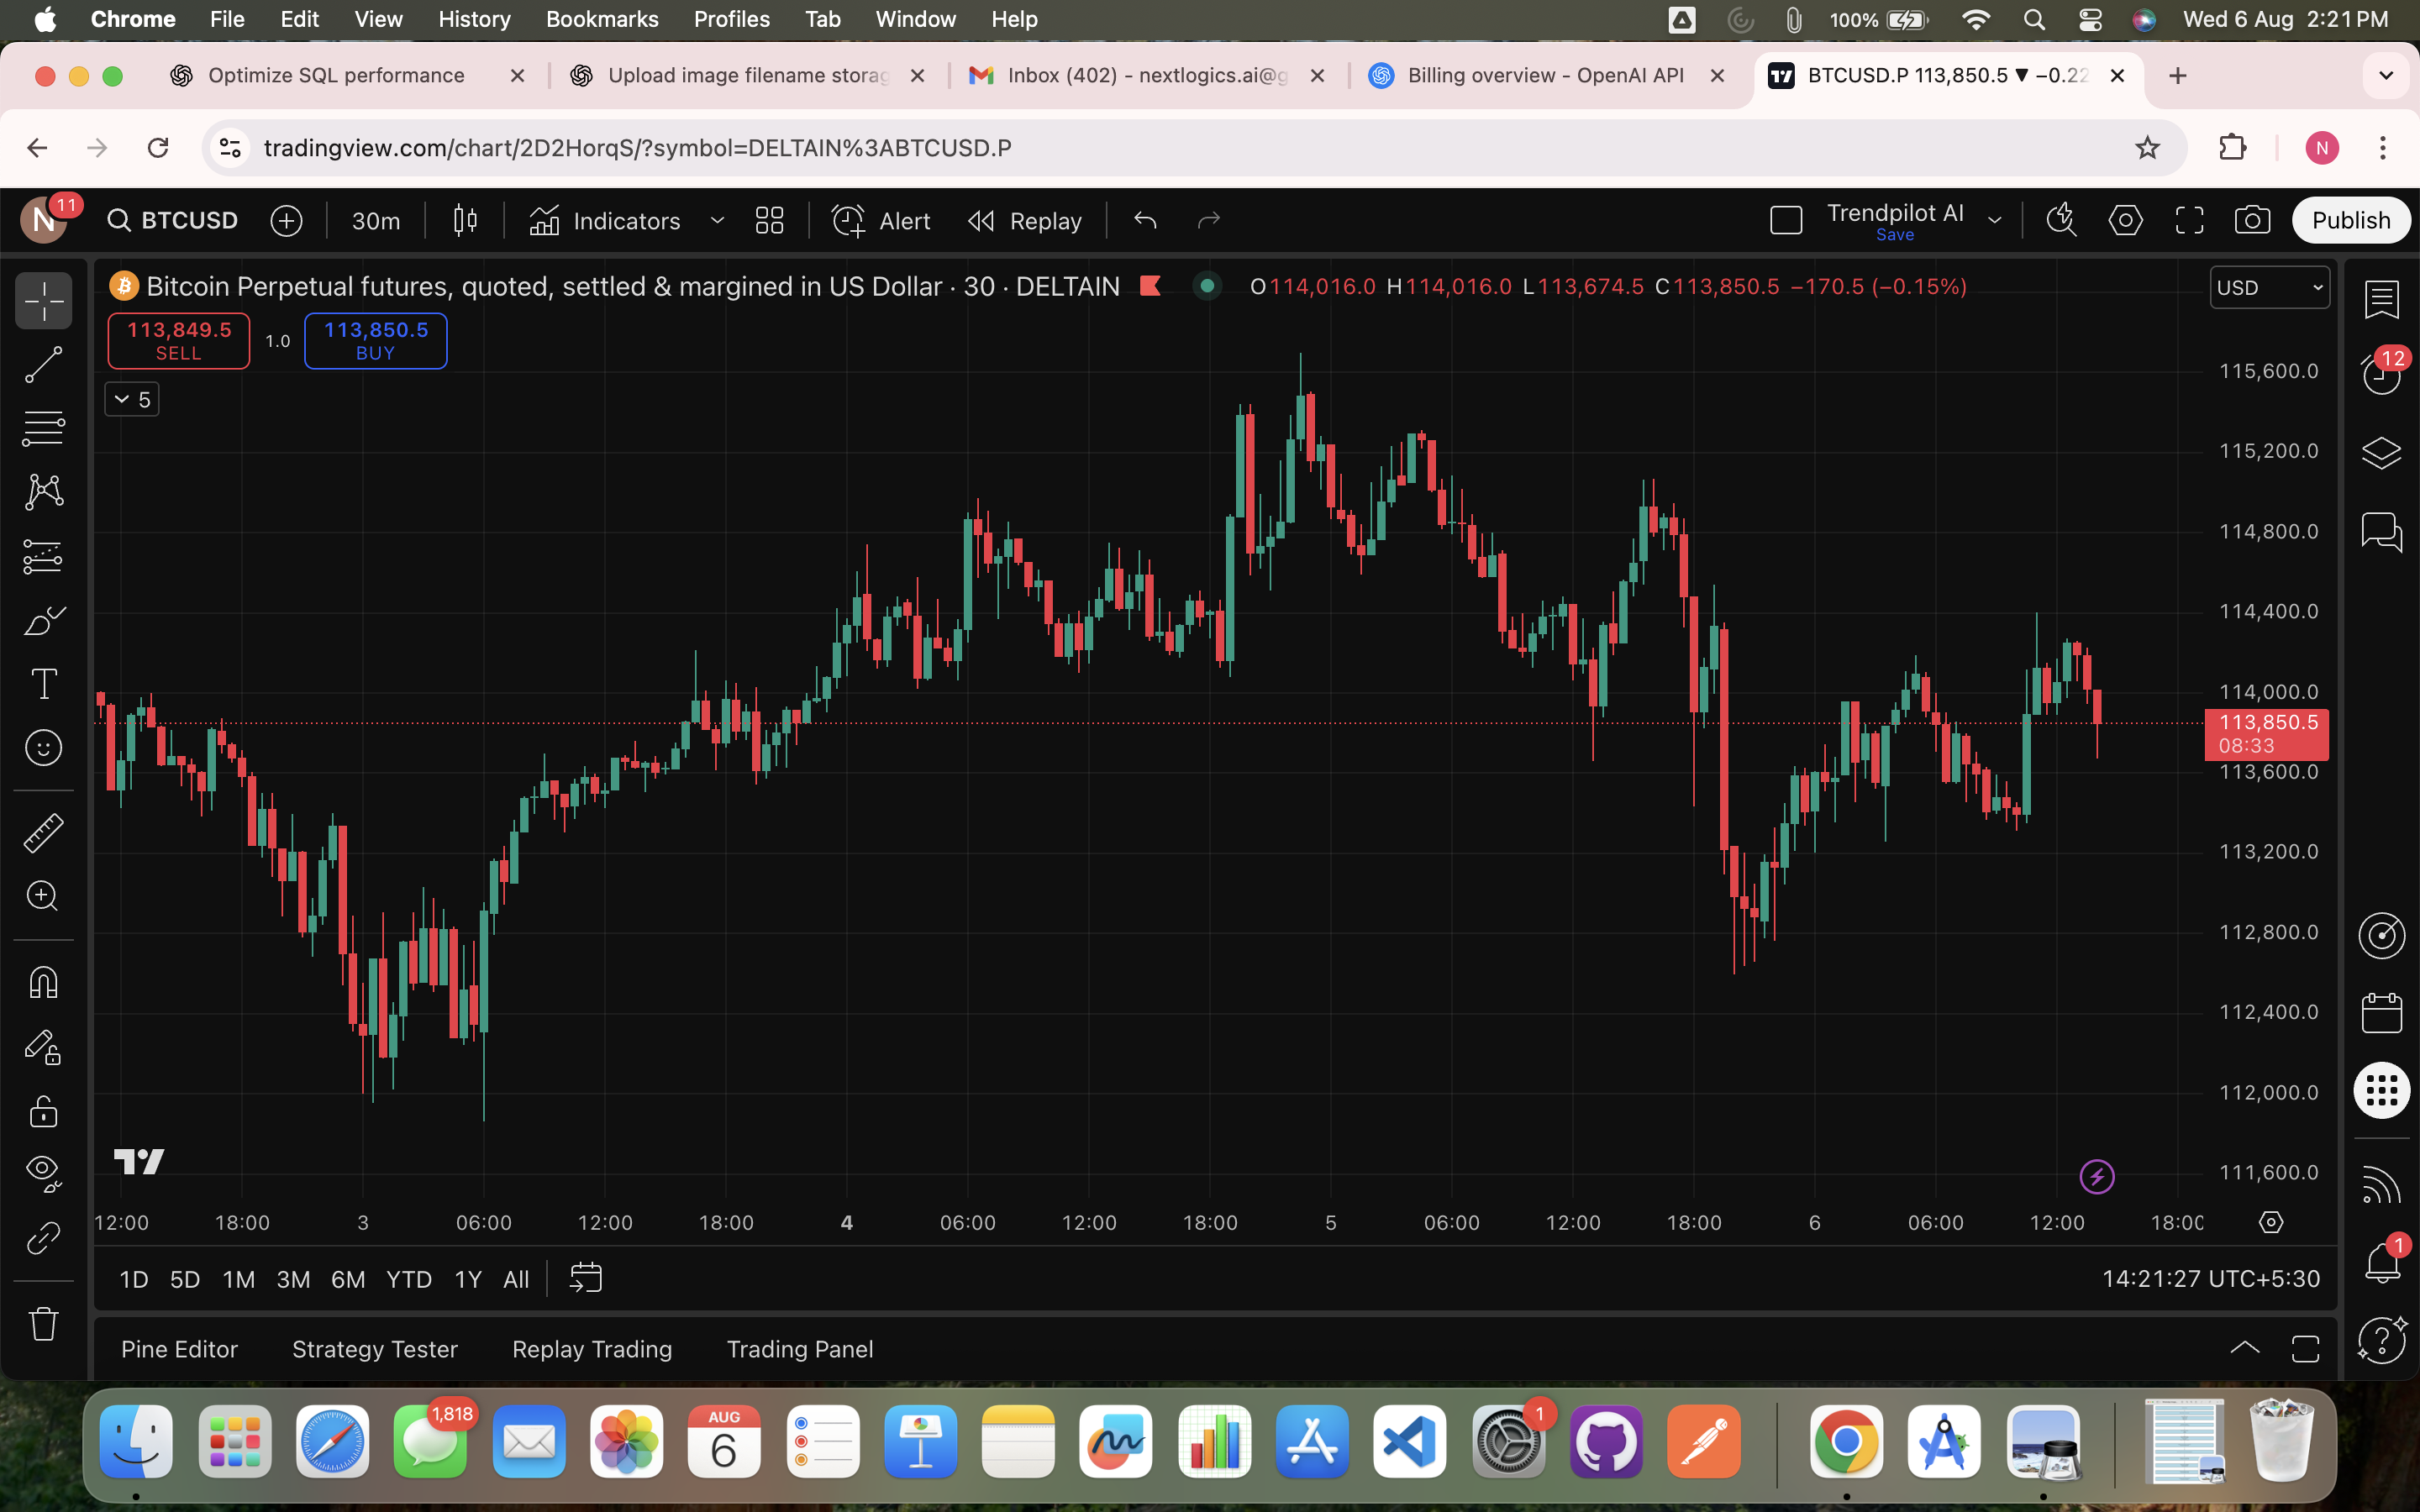 Chrome File Edit View History Bookmarks Profiles Tab Window Help 100% Wed 6 Aug 2:21 PM
Optimize SQL performance
Upload image filename storag
Inbox (402) - nextlogics.ai@g
Billing overview - OpenAI API
BTCUSD.P 113,850.5 ▼ −0.22
tradingview.com/chart/2D2HorqS/?symbol=DELTAIN%3ABTCUSD.P
N
N 11 BTCUSD 30m Indicators Alert Replay Trendpilot AI
Save
Publish
Bitcoin Perpetual futures, quoted, settled & margined in US Dollar · 30 · DELTAIN O114,016.0 H114,016.0 L113,674.5 C113,850.5 −170.5 (−0.15%)
USD
113,849.5
SELL
1.0
113,850.5
BUY
5
12
115,600.0
115,200.0
114,800.0
114,400.0
114,000.0
113,850.5
08:33
113,600.0
113,200.0
112,800.0
112,400.0
112,000.0
111,600.0
12:00 18:00 3 06:00 12:00 18:00 4 06:00 12:00 18:00 5 06:00 12:00 18:00 6 06:00 12:00 18:00
1
1D 5D 1M 3M 6M YTD 1Y All
14:21:27 UTC+5:30
Pine Editor Strategy Tester Replay Trading Trading Panel
1,818
AUG
6
1